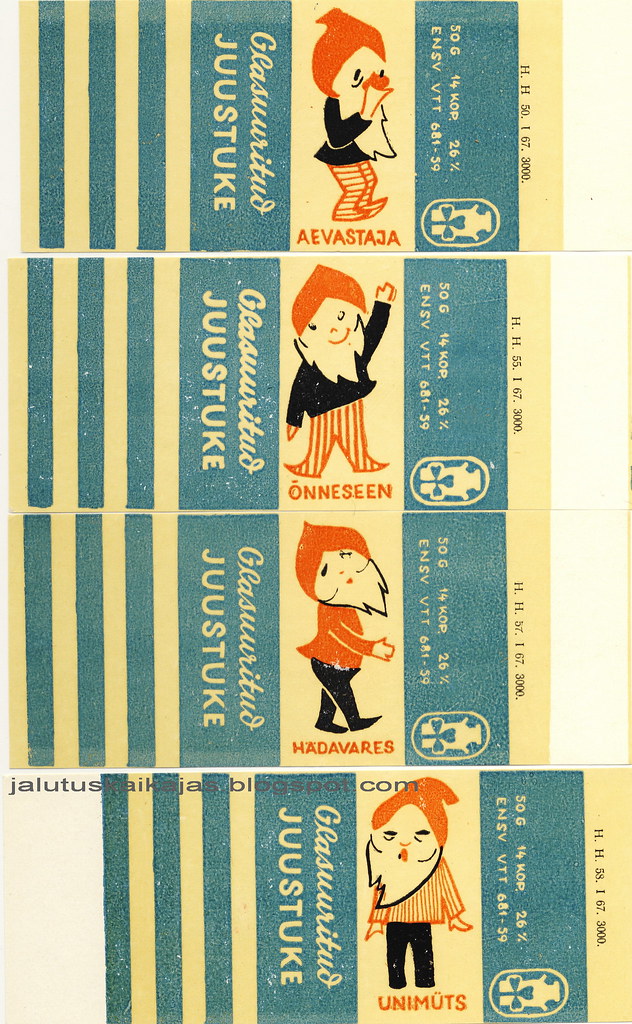 Glasuuritud
JUUSTUKE
AEVASTAJA
50 G 14 KOP. 26 %
ENSV VTT 681-59
H. H 50. I 67. 3000.
Glasuuritud
JUUSTUKE
ÕNNESEEN
50 G 14 KOP. 26 %
ENSV VTT 681-59
H. H. 55. I 67. 3000.
Glasuuritud
JUUSTUKE
HÄDAVARES
50 G 14 KOP. 26 %
ENSV VTT 681-59
H. H. 57. I 67. 3000.
jalutuskaikajas.blogspot.com
Glasuuritud
JUUSTUKE
UNIMÜTS
50 G 14 KOP. 26 %
ENSV VTT 681-59
H. H. 58. I 67. 3000.